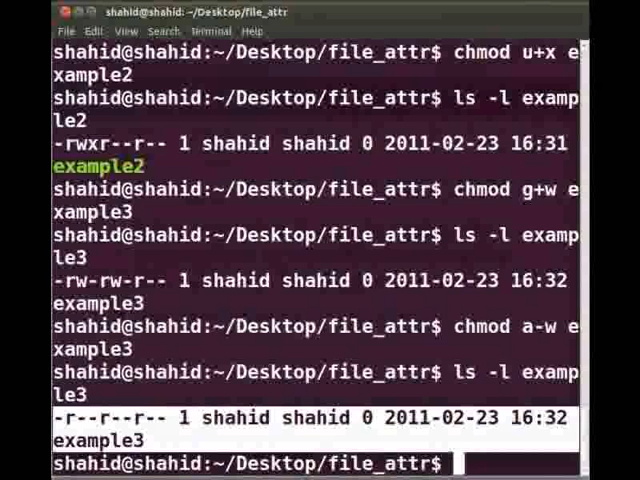 shahid@shahid: ~/Desktop/file_attr
File Edit View Search Terminal Help
shahid@shahid:~/Desktop/file_attr$ chmod u+x e
xample2
shahid@shahid:~/Desktop/file_attr$ ls -l examp
le2
-rwxr--r-- 1 shahid shahid 0 2011-02-23 16:31
example2
shahid@shahid:~/Desktop/file_attr$ chmod g+w e
xample3
shahid@shahid:~/Desktop/file_attr$ ls -l examp
le3
-rw-rw-r-- 1 shahid shahid 0 2011-02-23 16:32
example3
shahid@shahid:~/Desktop/file_attr$ chmod a-w e
xample3
shahid@shahid:~/Desktop/file_attr$ ls -l examp
le3
-r--r--r-- 1 shahid shahid 0 2011-02-23 16:32
example3
shahid@shahid:~/Desktop/file_attr$